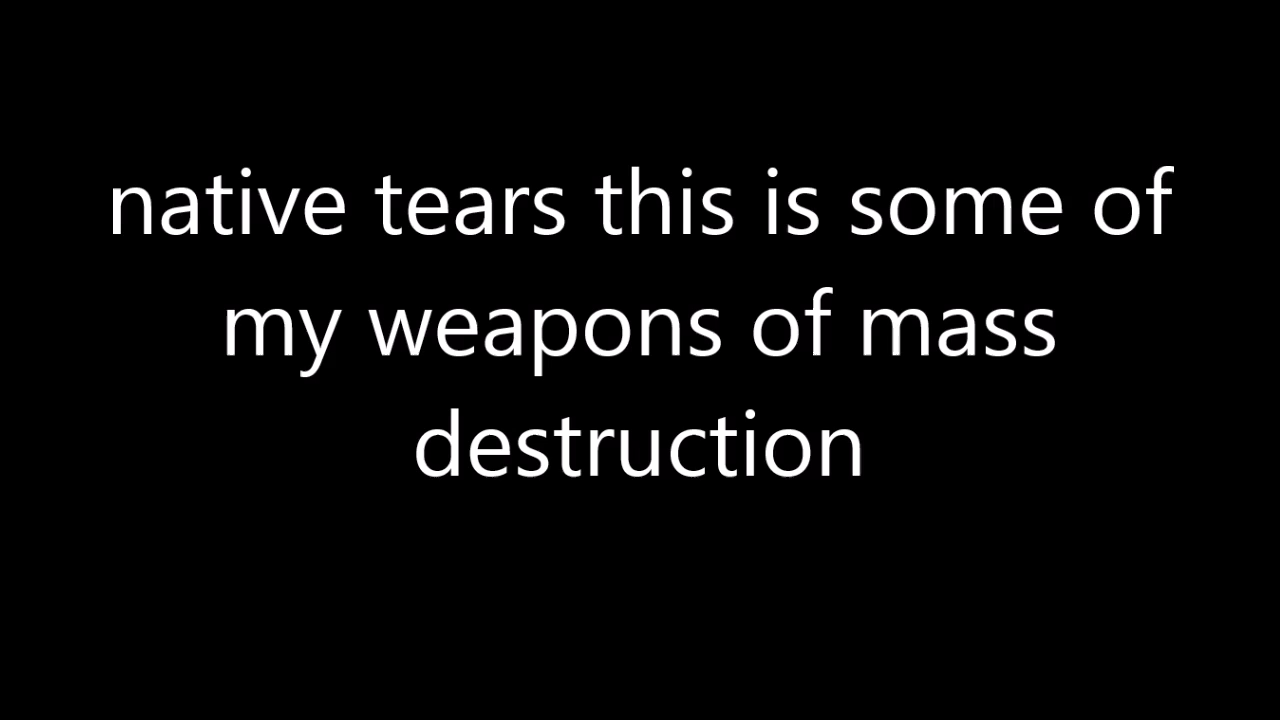 native tears this is some of
my weapons of mass
destruction